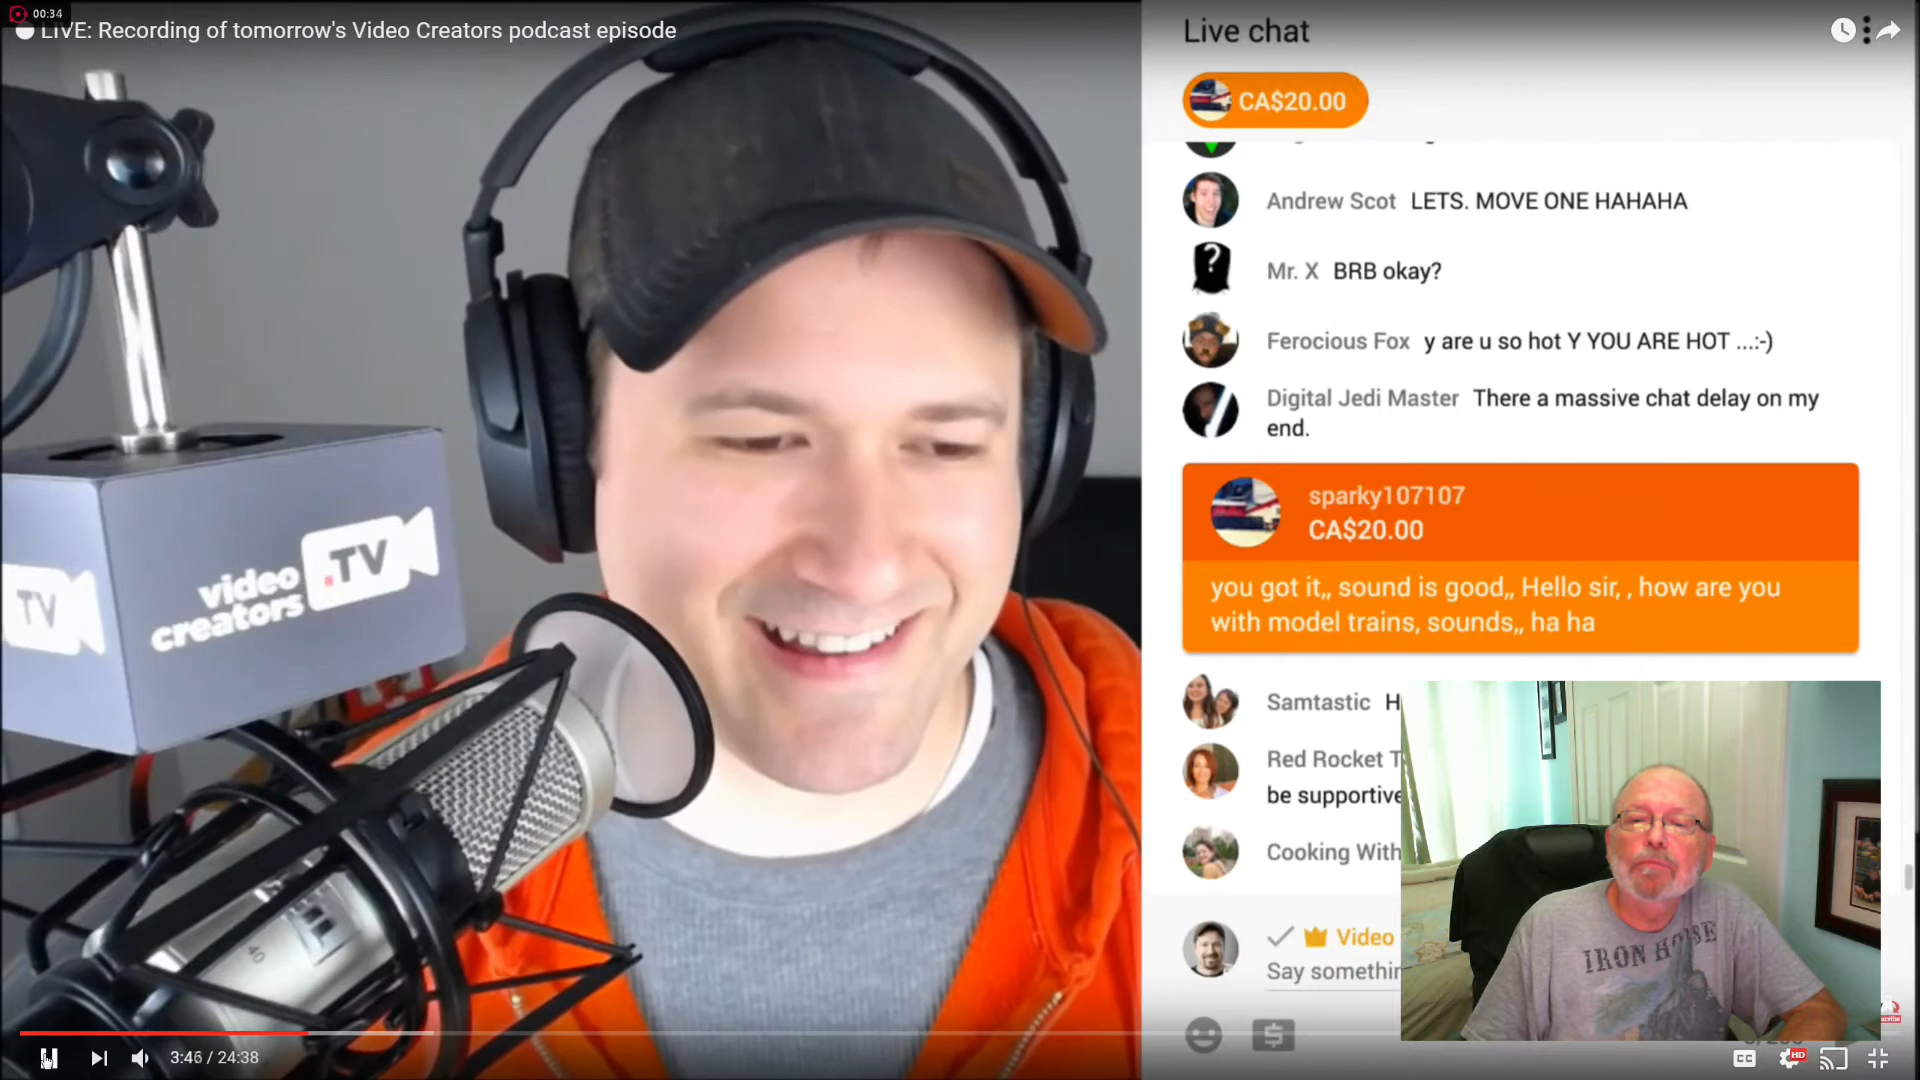 00:34
LIVE: Recording of tomorrow's Video Creators podcast episode
Live chat
CA$20.00
Andrew Scot LETS. MOVE ONE HAHAHA
Mr. X BRB okay?
Ferocious Fox y are u so hot Y YOU ARE HOT ...:-)
Digital Jedi Master There a massive chat delay on my
end.
sparky107107
CA$20.00
you got it,, sound is good,, Hello sir, , how are you
with model trains, sounds,, ha ha
Samtastic H
Red Rocket T
be supportive
Cooking With
Video
Say somethin
video
creators
.TV
TV
40
IRON HORSE
3:46 / 24:38
CC
HD